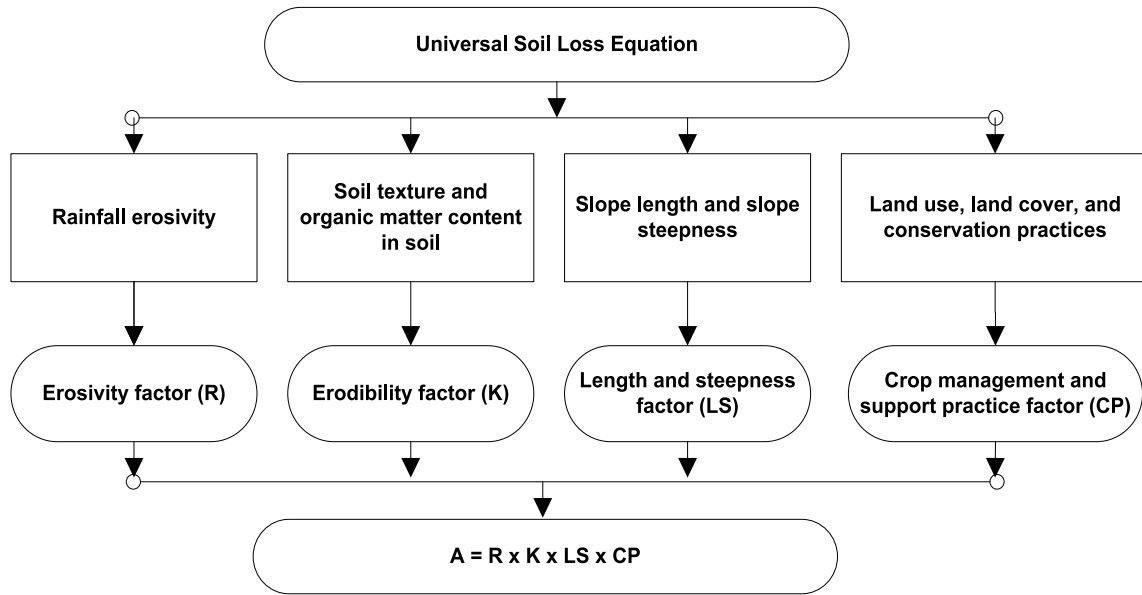 Universal Soil Loss Equation
Rainfall erosivity
Soil texture and
organic matter content
in soil
Slope length and slope
steepness
Land use, land cover, and
conservation practices
Erosivity factor (R)
Erodibility factor (K)
Length and steepness
factor (LS)
Crop management and
support practice factor (CP)
A = R x K x LS x CP